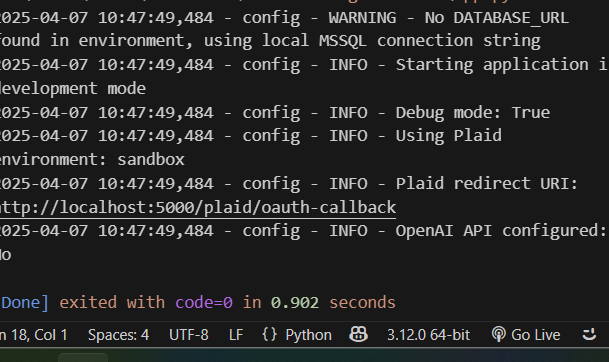 2025-04-07 10:47:49,484 - config - WARNING - No DATABASE_URL
found in environment, using local MSSQL connection string
2025-04-07 10:47:49,484 - config - INFO - Starting application i
development mode
2025-04-07 10:47:49,484 - config - INFO - Debug mode: True
2025-04-07 10:47:49,484 - config - INFO - Using Plaid
environment: sandbox
2025-04-07 10:47:49,484 - config - INFO - Plaid redirect URI:
http://localhost:5000/plaid/oauth-callback
2025-04-07 10:47:49,484 - config - INFO - OpenAI API configured:
No
[Done] exited with code=0 in 0.902 seconds
n 18, Col 1 Spaces: 4 UTF-8 LF {} Python 3.12.0 64-bit Go Live